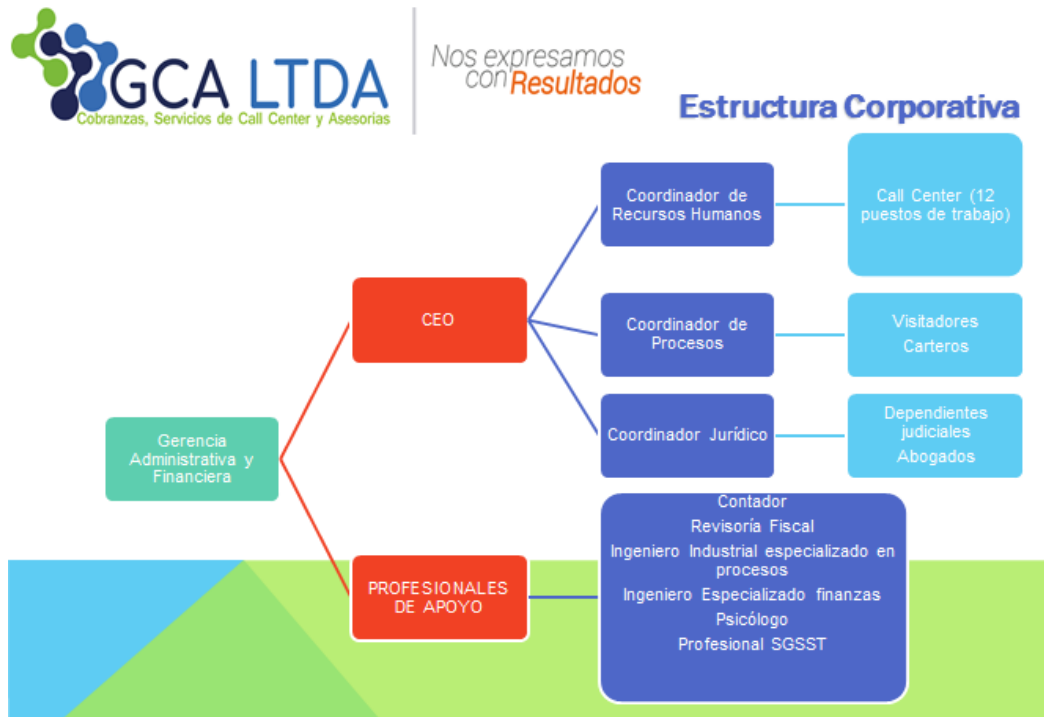 GCA LTDA
Cobranzas, Servicios de Call Center y Asesorias
Nos expresamos
con Resultados
Estructura Corporativa
Gerencia
Administrativa y
Financiera
CEO
Coordinador de
Recursos Humanos
Call Center (12
puestos de trabajo)
Coordinador de
Procesos
Visitadores
Carteros
Coordinador Jurídico
Dependientes
judiciales
Abogados
PROFESIONALES
DE APOYO
Contador
Revisoría Fiscal
Ingeniero Industrial especializado en
procesos
Ingeniero Especializado finanzas
Psicólogo
Profesional SGSST